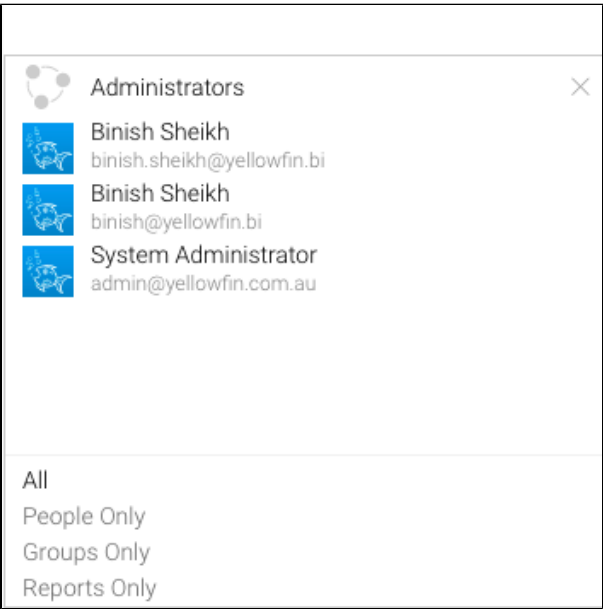 Administrators
Binish Sheikh
binish.sheikh@yellowfin.bi
Binish Sheikh
binish@yellowfin.bi
System Administrator
admin@yellowfin.com.au
All
People Only
Groups Only
Reports Only